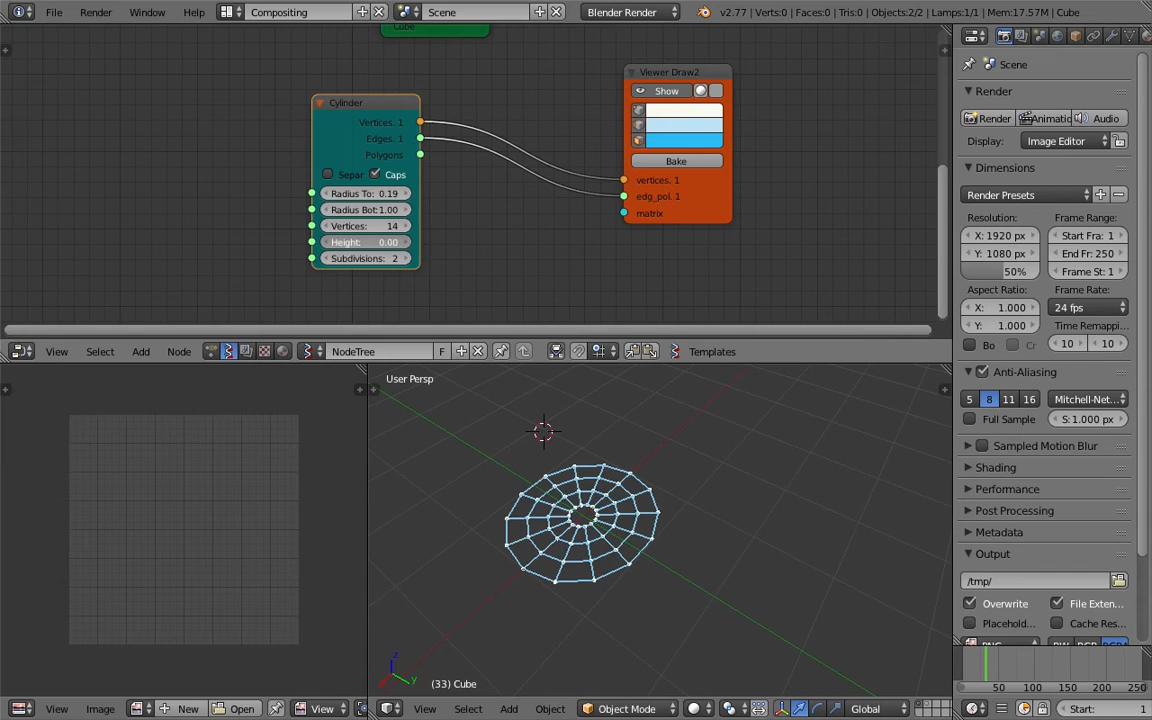 File Render Window Help Compositing Scene Blender Render v2.77 | Verts:0 | Faces:0 | Tris:0 | Objects:2/2 | Lamps:1/1 | Mem:17.57M | Cube
Cube
Cylinder
Vertices. 1
Edges. 1
Polygons
Separ Caps
Radius To: 0.19
Radius Bot: 1.00
Vertices: 14
Height: 0.00
Subdivisions: 2
Viewer Draw2
Show
Bake
vertices. 1
edg_pol. 1
matrix
View Select Add Node NodeTree F Templates
User Persp
z
y
(33) Cube
View Image New Open View
View Select Add Object Object Mode Global
Scene
Render
Render Animatic Audio
Display: Image Editor
Dimensions
Render Presets
Resolution: Frame Range:
X: 1920 px Start Fra: 1
Y: 1080 px End Fr: 250
50% Frame St: 1
Aspect Ratio: Frame Rate:
X: 1.000 24 fps
Y: 1.000 Time Remappi...
Bo Cr 10 10
Anti-Aliasing
5 8 11 16 Mitchell-Net...
Full Sample S: 1.000 px
Sampled Motion Blur
Shading
Performance
Post Processing
Metadata
Output
/tmp/
Overwrite File Exten...
Placehold... Cache Res...
50 100 150 200 250
Start: 1